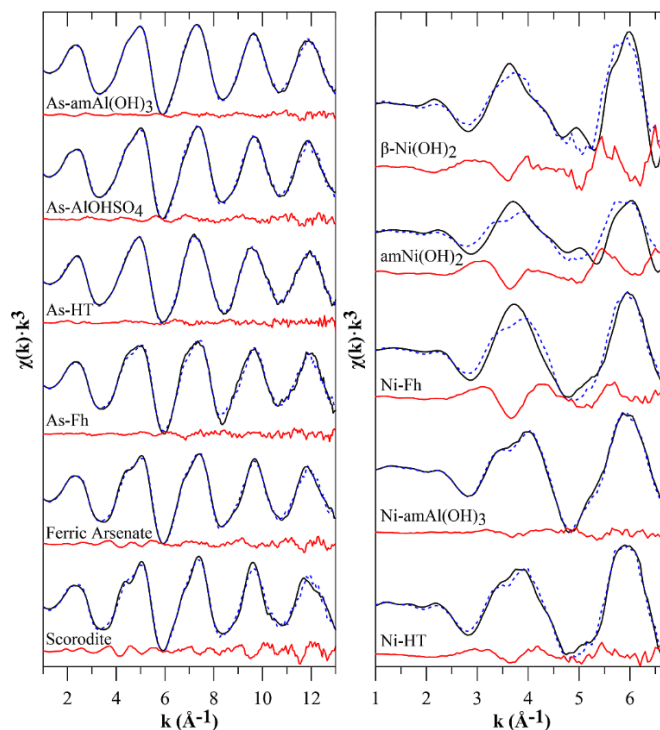 As-amAl(OH)3
As-AlOHSO4
As-HT
As-Fh
Ferric Arsenate
Scorodite
χ(k)·k³
2 4 6 8 10 12
k (Å⁻¹)
β-Ni(OH)2
amNi(OH)2
Ni-Fh
Ni-amAl(OH)3
Ni-HT
χ(k)·k³
1 2 3 4 5 6
k (Å⁻¹)